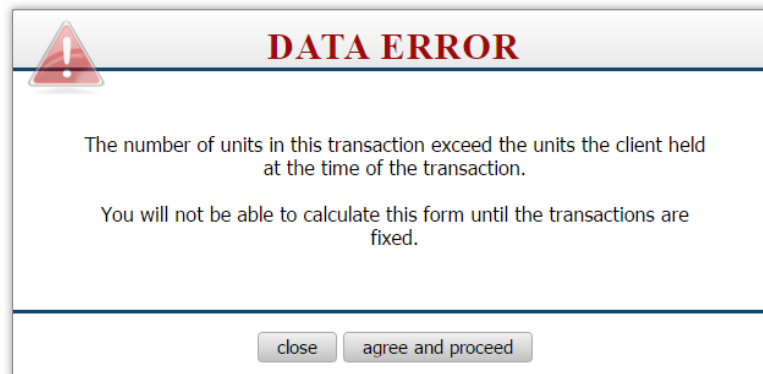 DATA ERROR
The number of units in this transaction exceed the units the client held
at the time of the transaction.
You will not be able to calculate this form until the transactions are
fixed.
close
agree and proceed